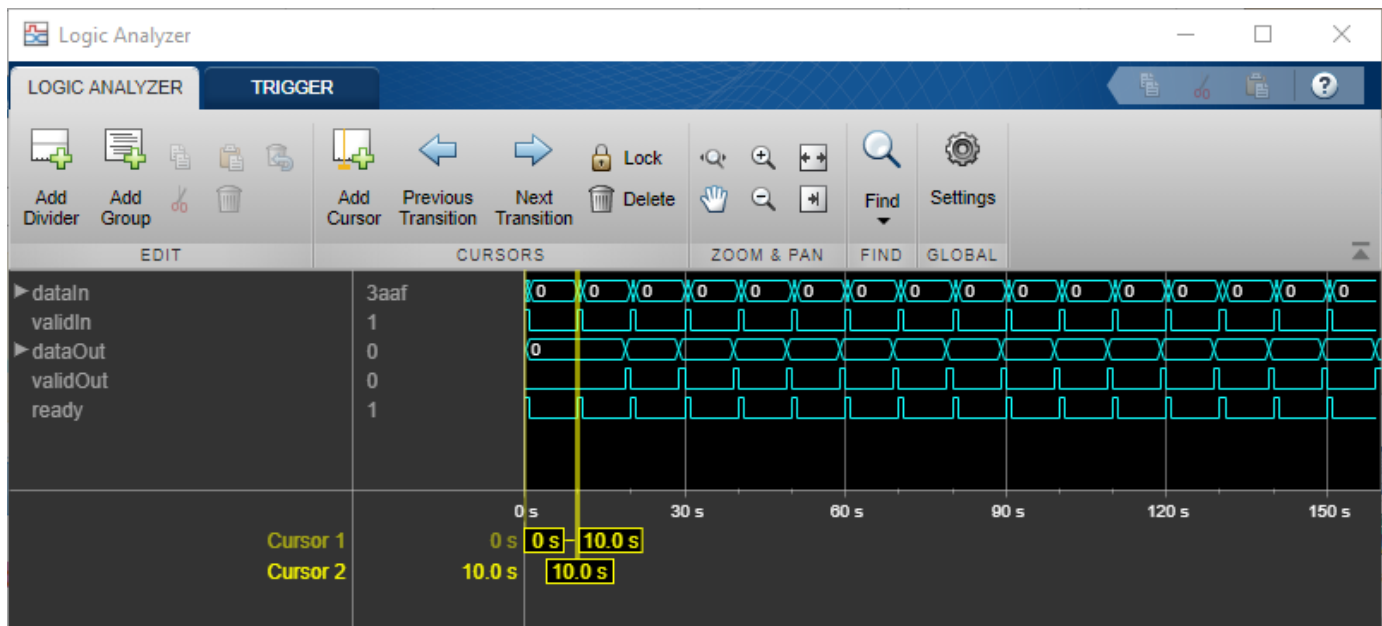 Logic Analyzer
LOGIC ANALYZER TRIGGER
?
Add Divider
Add Group
Add Cursor
Previous Transition
Next Transition
Lock
Delete
Find
Settings
EDIT CURSORS ZOOM & PAN FIND GLOBAL
dataIn 3aaf 0 0 0 0 0 0 0 0 0 0 0 0 0 0 0 0
validIn 1
dataOut 0 0
validOut 0
ready 1
0 s 30 s 60 s 90 s 120 s 150 s
Cursor 1 0 s 0 s 10.0 s
Cursor 2 10.0 s 10.0 s